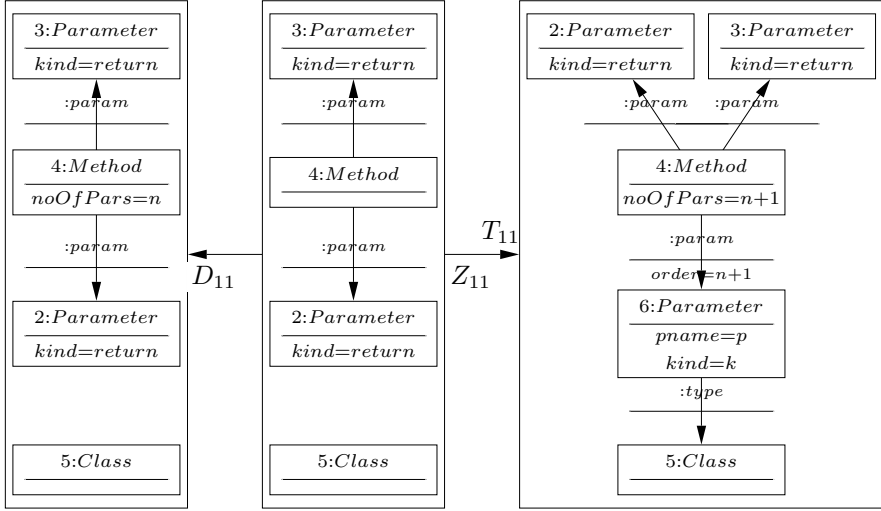 3:Parameter
kind=return
:param
4:Method
noOfPars=n
:param
2:Parameter
kind=return
5:Class
D11
3:Parameter
kind=return
:param
4:Method
:param
2:Parameter
kind=return
5:Class
Z11
T11
2:Parameter
kind=return
3:Parameter
kind=return
:param
:param
4:Method
noOfPars=n+1
:param
order=n+1
6:Parameter
pname=p
kind=k
:type
5:Class